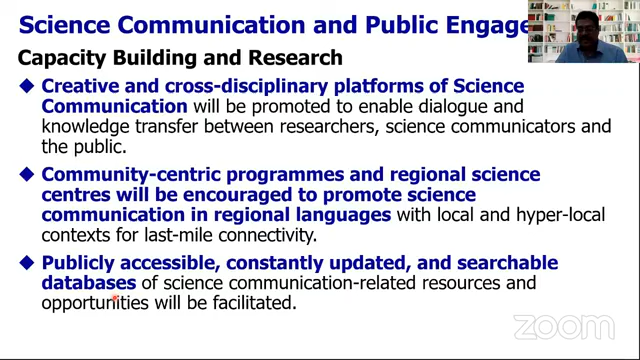 Science Communication and Public Engage
Capacity Building and Research
Creative and cross-disciplinary platforms of Science
Communication will be promoted to enable dialogue and
knowledge transfer between researchers, science communicators and
the public.
Community-centric programmes and regional science
centres will be encouraged to promote science
communication in regional languages with local and hyper-local
contexts for last-mile connectivity.
Publicly accessible, constantly updated, and searchable
databases of science communication-related resources and
opportunities will be facilitated.
zoom